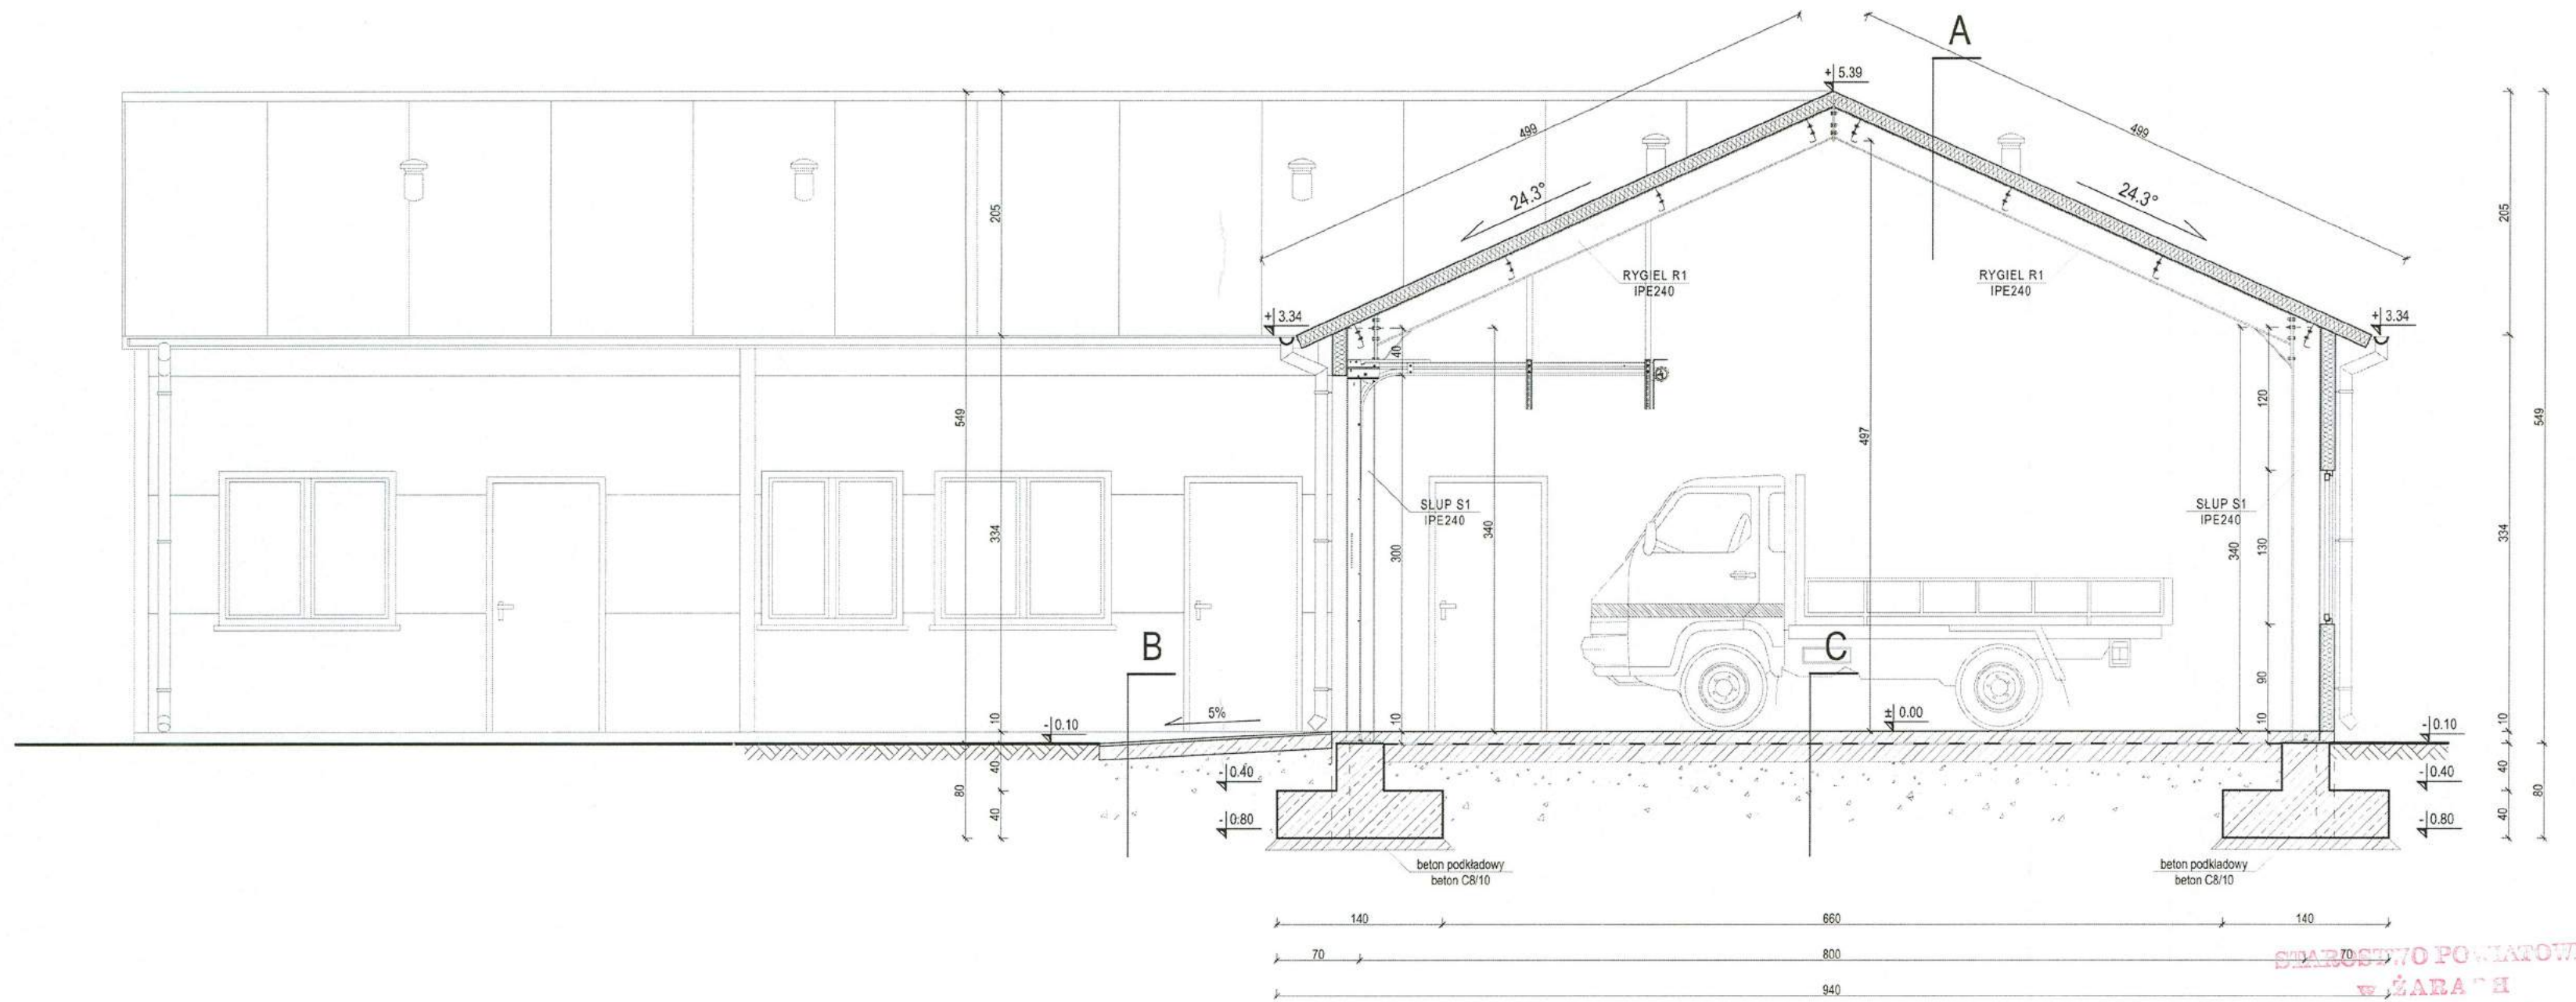 A
+ 5.39
499
499
24.3°
24.3°
205
205
RYGIEL R1
IPE240
RYGIEL R1
IPE240
+ 3.34
+ 3.34
40
549
497
120
549
334
SŁUP S1
IPE240
340
300
SŁUP S1
IPE240
340
130
334
B
C
90
5%
10
- 0.10
10
± 0.00
10
10
- 0.10
40
80
40
- 0.40
- 0.80
- 0.40
- 0.80
40
40
80
beton podkładowy
beton C8/10
beton podkładowy
beton C8/10
140
660
140
70
800
70
940
STAROSTWO POWIATOW
w ŻARACH